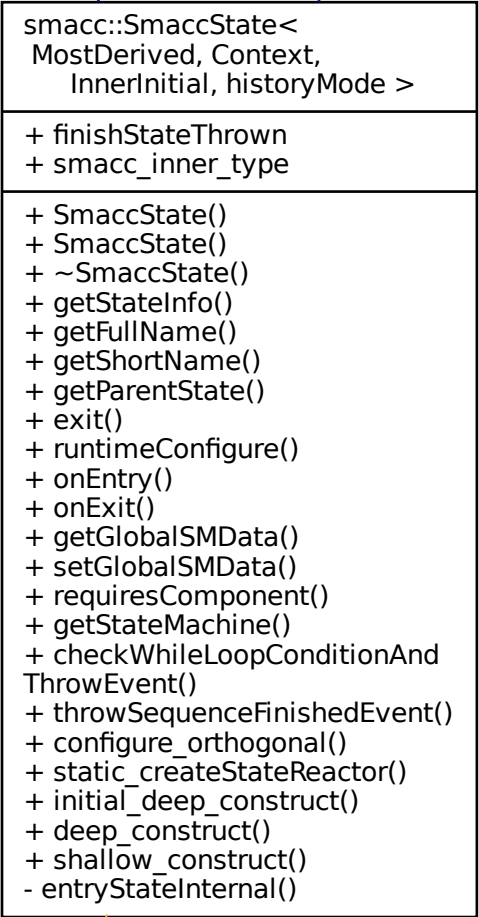 smacc::SmaccState<
MostDerived, Context,
InnerInitial, historyMode >
+ finishStateThrown
+ smacc_inner_type
+ SmaccState()
+ SmaccState()
+ ~SmaccState()
+ getStateInfo()
+ getFullName()
+ getShortName()
+ getParentState()
+ exit()
+ runtimeConfigure()
+ onEntry()
+ onExit()
+ getGlobalSMData()
+ setGlobalSMData()
+ requiresComponent()
+ getStateMachine()
+ checkWhileLoopConditionAnd
ThrowEvent()
+ throwSequenceFinishedEvent()
+ configure_orthogonal()
+ static_createStateReactor()
+ initial_deep_construct()
+ deep_construct()
+ shallow_construct()
- entryStateInternal()